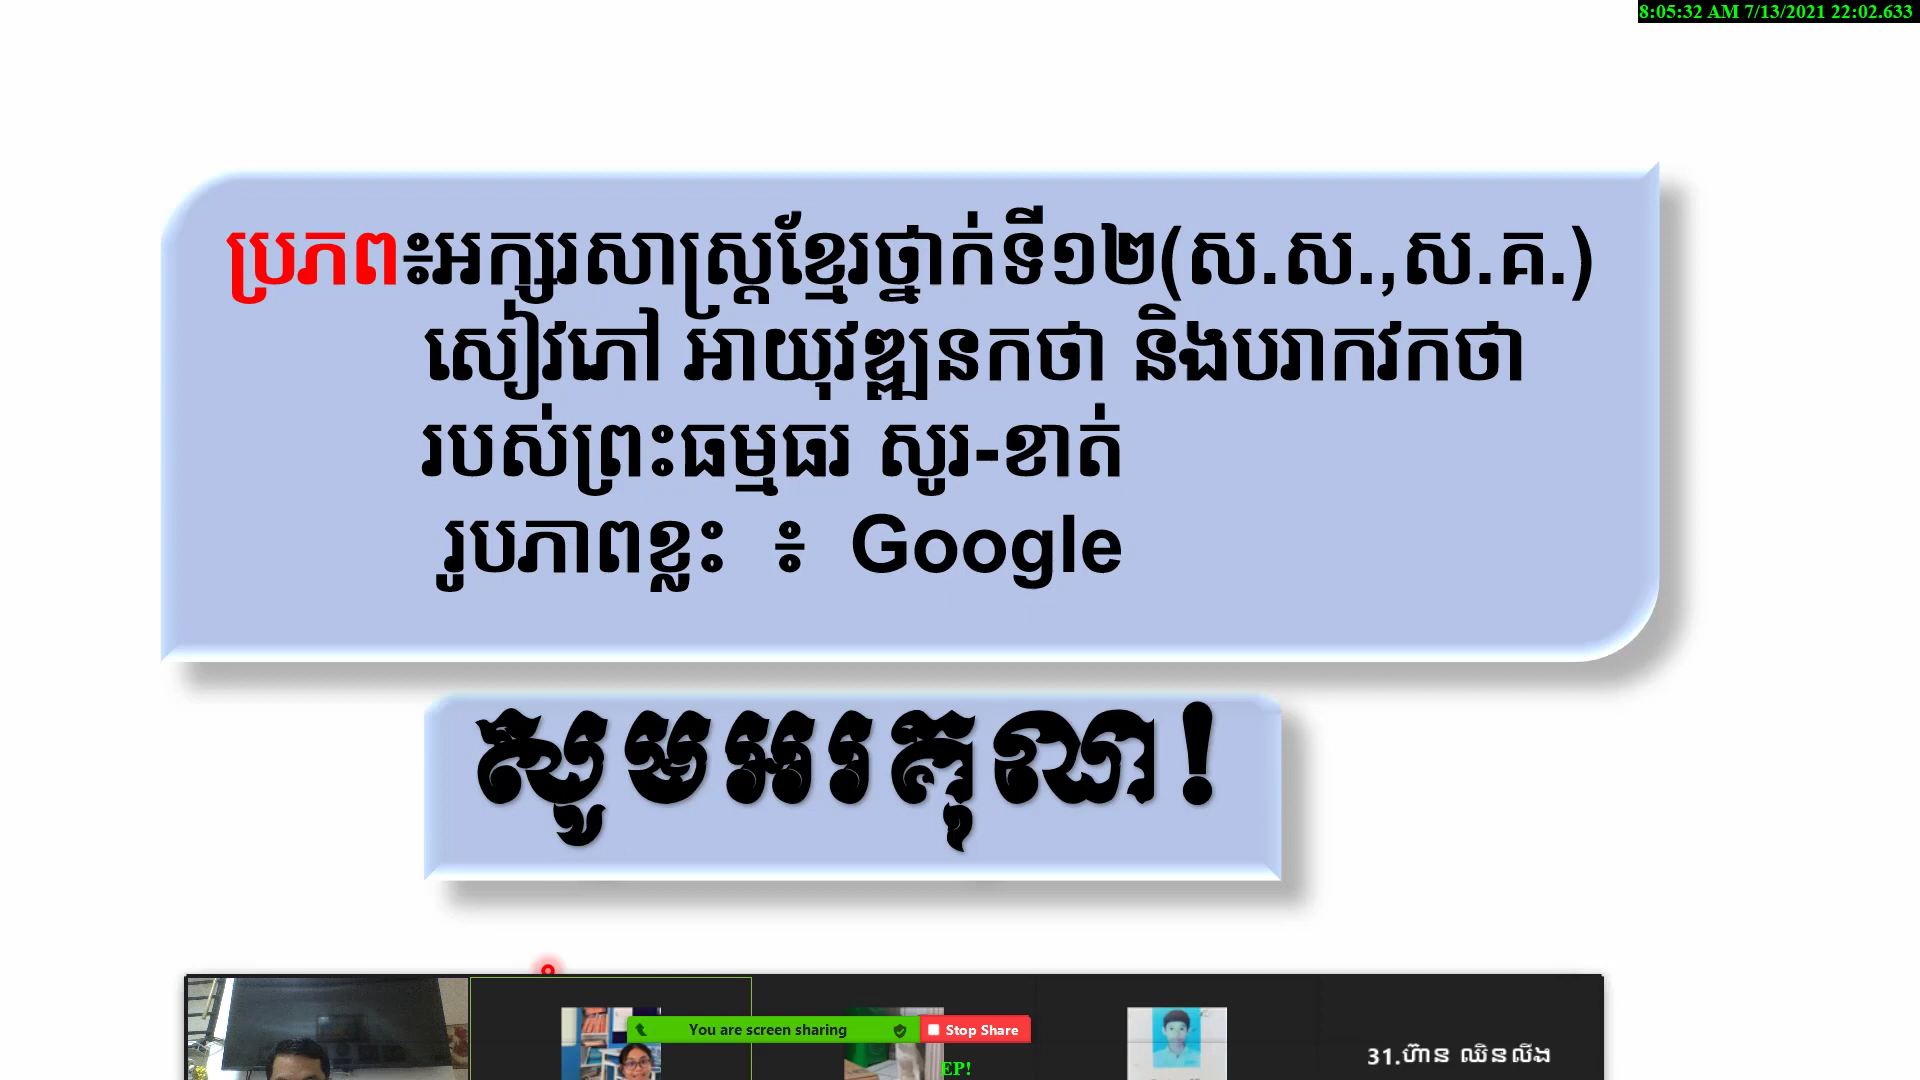 8:05:32 AM 7/13/2021 22:02.633
ប្រភព៖អក្សរសាស្ត្រខ្មែរថ្នាក់ទី១២(ស.ស.,ស.គ.)
សៀវភៅ អាយុវឌ្ឍនកថា និងបរាភវកថា
របស់ព្រះធម្មធរ សូរ-ខាត់
រូបភាពខ្លះ ៖ Google
សូមអរគុណ!
You are screen sharing
Stop Share
EP!
31.ហ៊ាន ឈិនលីង